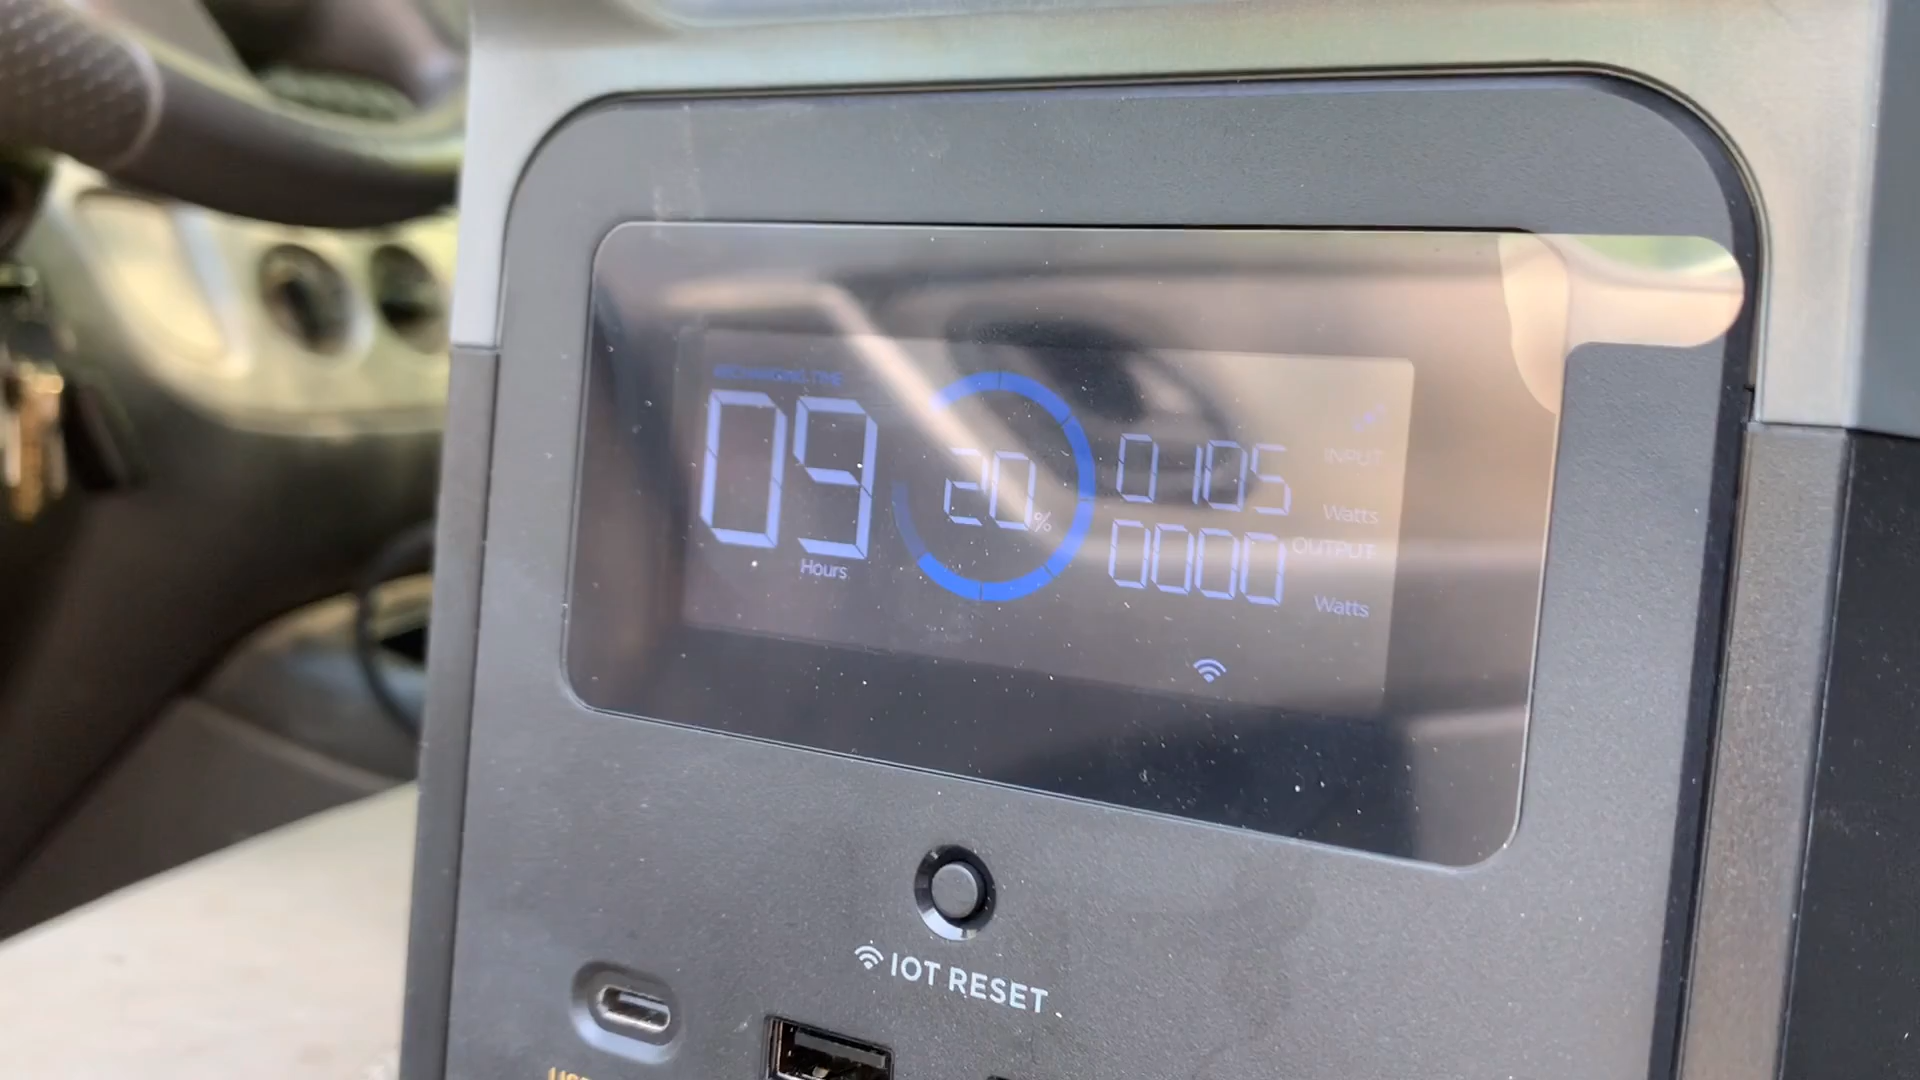 RECHARGING TIME
09
Hours
20%
0105
INPUT
Watts
0000
OUTPUT
Watts
IOT RESET